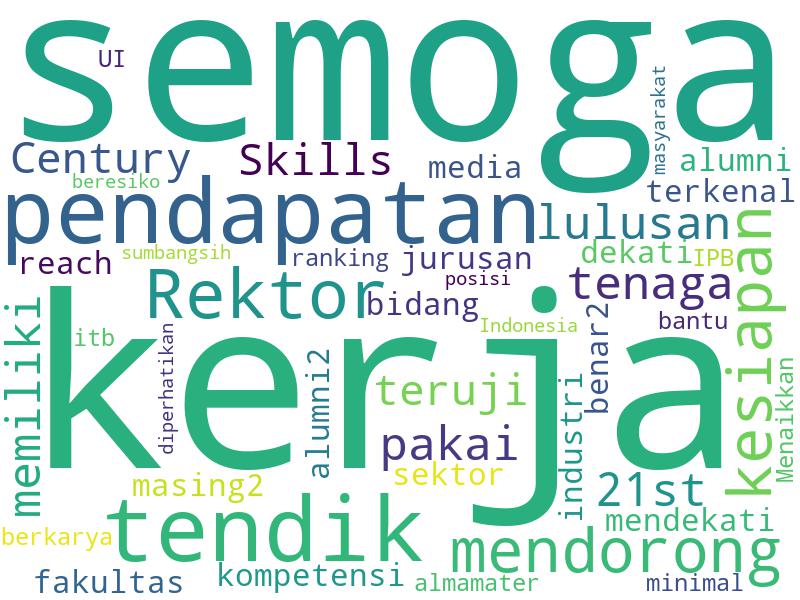 semoga
UI
masyarakat
Century
Skills
media
alumni
beresiko
terkenal
pendapatan
lulusan
reach
sumbangsih
ranking
jurusan
dekati
IPB
posisi
tenaga
Rektor
bidang
kesiapan
memiliki
itb
Indonesia
bantu
benar2
kerja
diperhatikan
alumni2
teruji
industri
Menaikkan
pakai
sektor
masing2
21st
tendik
mendekati
berkarya
mendorong
fakultas
kompetensi
almamater
minimal